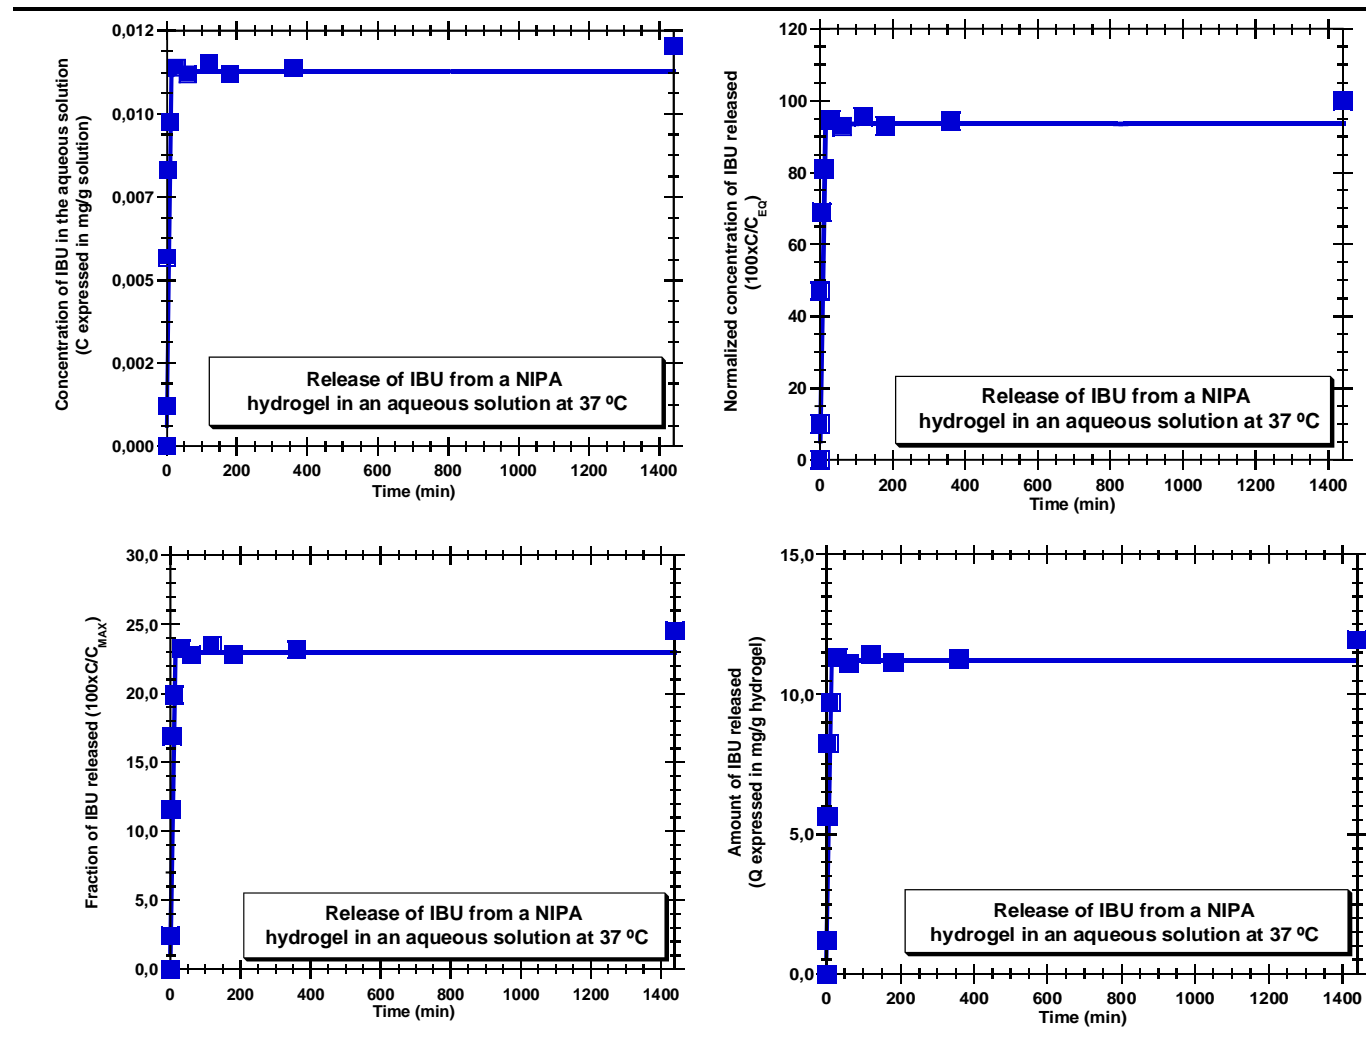 Concentration of IBU in the aqueous solution
(C expressed in mg/g solution)
0,012
0,010
0,007
0,005
0,002
0,000
Release of IBU from a NIPA
hydrogel in an aqueous solution at 37 ºC
0 200 400 600 800 1000 1200 1400
Time (min)
Normalized concentration of IBU released
(100xC/C_EQ)
120
100
80
60
40
20
0
Release of IBU from a NIPA
hydrogel in an aqueous solution at 37 ºC
0 200 400 600 800 1000 1200 1400
Time (min)
Fraction of IBU released (100xC/C_MAX)
30,0
25,0
20,0
15,0
10,0
5,0
0,0
Release of IBU from a NIPA
hydrogel in an aqueous solution at 37 ºC
0 200 400 600 800 1000 1200 1400
Time (min)
Amount of IBU released
(Q expressed in mg/g hydrogel)
15,0
10,0
5,0
0,0
Release of IBU from a NIPA
hydrogel in an aqueous solution at 37 ºC
0 200 400 600 800 1000 1200 1400
Time (min)